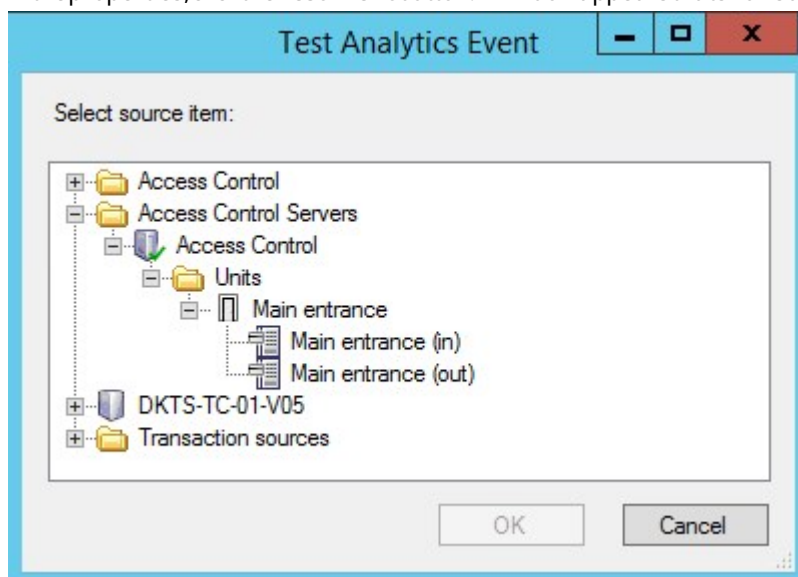 Test Analytics Event
Select source item:
Access Control
Access Control Servers
Access Control
Units
Main entrance
Main entrance (in)
Main entrance (out)
DKTS-TC-01-V05
Transaction sources
OK
Cancel